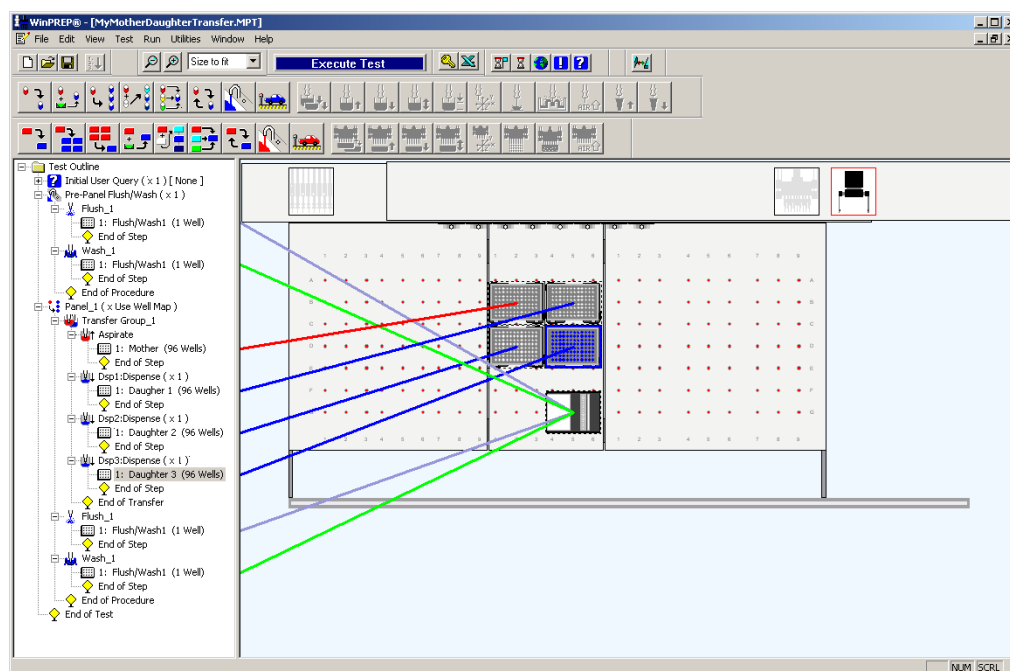 WinPREP® - [MyMotherDaughterTransfer.MPT]
File Edit View Test Run Utilities Window Help
Size to fit
Execute Test
Test Outline
Initial User Query ( x 1 ) [ None ]
Pre-Panel Flush/Wash ( x 1 )
Flush_1
1: Flush/Wash1 (1 Well)
End of Step
Wash_1
1: Flush/Wash1 (1 Well)
End of Step
End of Procedure
Panel_1 ( x Use Well Map )
Transfer Group_1
Aspirate
1: Mother (96 Wells)
End of Step
Dsp1:Dispense ( x 1 )
1: Daugher 1 (96 Wells)
End of Step
Dsp2:Dispense ( x 1 )
1: Daughter 2 (96 Wells)
End of Step
Dsp3:Dispense ( x l )
1: Daughter 3 (96 Wells)
End of Step
End of Transfer
Flush_1
1: Flush/Wash1 (1 Well)
End of Step
Wash_1
1: Flush/Wash1 (1 Well)
End of Step
End of Procedure
End of Test
NUM SCRL